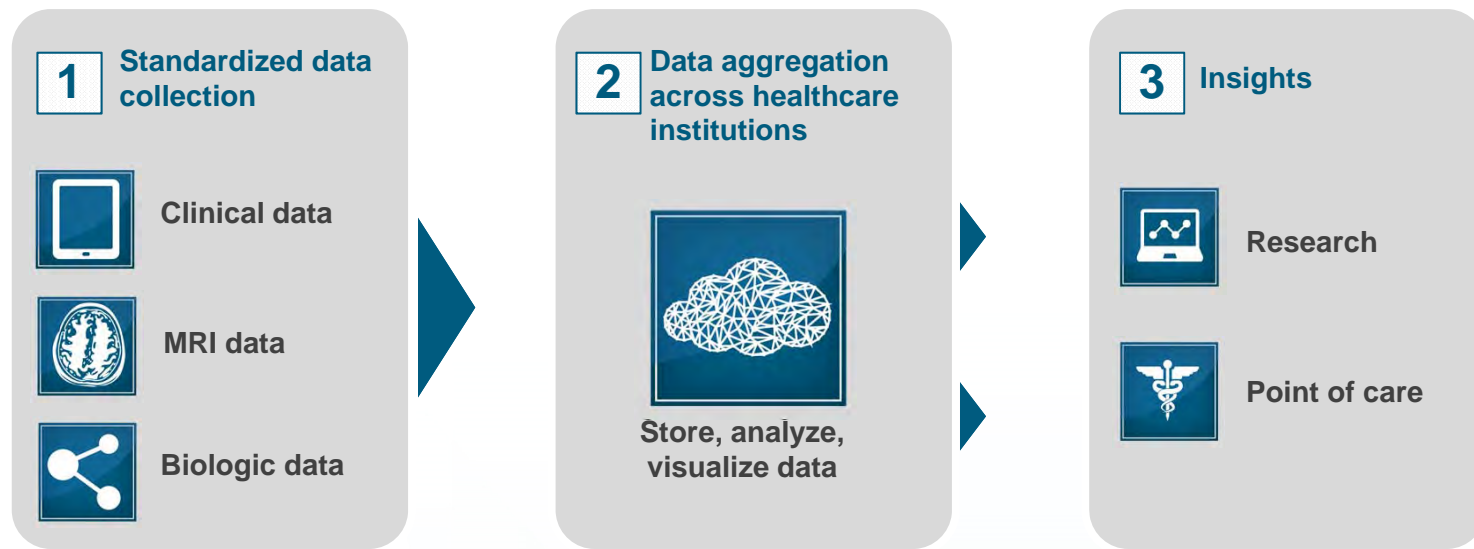 1
Standardized data
collection
Clinical data
MRI data
Biologic data
2
Data aggregation
across healthcare
institutions
Store, analyze,
visualize data
3
Insights
Research
Point of care